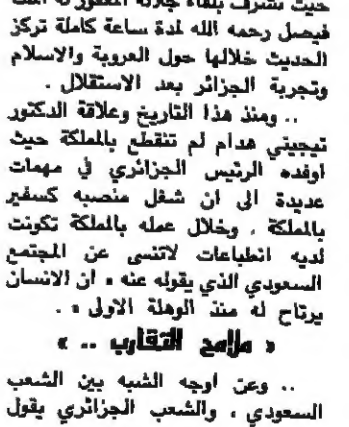 حيث تشرف بلقاء جلالة المغفور له الملك
فيصل رحمه الله لمدة ساعة كاملة تركز
الحديث خلالها حول العروبة والاسلام
وتجربة الجزائر بعد الاستقلال .
.. ومنذ هذا التاريخ وعلاقة الدكتور
تيجيني هدام لم تنقطع بالمملكة حيث
اوفده الرئيس الجزائري في مهمات
عديدة الى ان شغل منصبه كسفير
بالمملكة ، وخلال عمله بالمملكة تكونت
لديه انطباعات لاتنسى عن المجتمع
السعودي الذي يقوله عنه « ان الانسان
يرتاح له منذ الوهلة الاولى » .
« ملامح التقارب .. »
.. وعن اوجه الشبه بين الشعب
السعودي ، والشعب الجزائري يقول